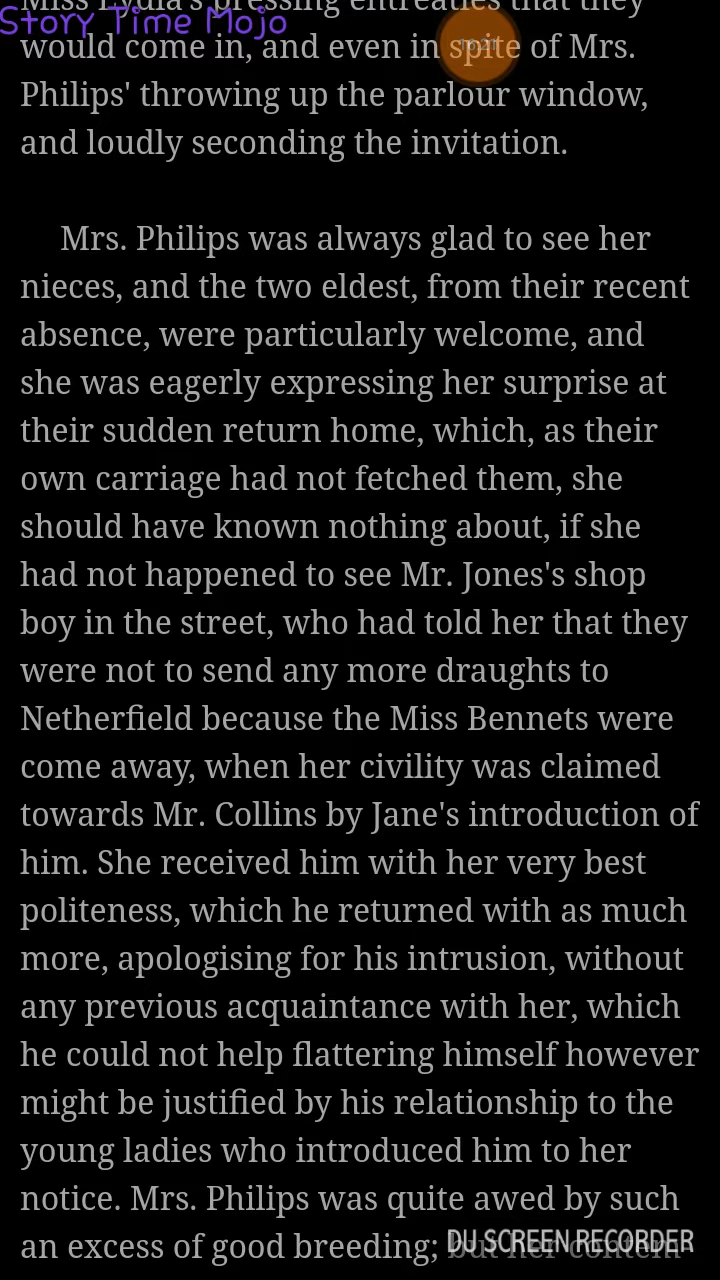 Miss Lydia's pressing entreaties that they
Story Time Mojo
would come in, and even in spite of Mrs.
Philips' throwing up the parlour window,
and loudly seconding the invitation.
Mrs. Philips was always glad to see her
nieces, and the two eldest, from their recent
absence, were particularly welcome, and
she was eagerly expressing her surprise at
their sudden return home, which, as their
own carriage had not fetched them, she
should have known nothing about, if she
had not happened to see Mr. Jones's shop
boy in the street, who had told her that they
were not to send any more draughts to
Netherfield because the Miss Bennets were
come away, when her civility was claimed
towards Mr. Collins by Jane's introduction of
him. She received him with her very best
politeness, which he returned with as much
more, apologising for his intrusion, without
any previous acquaintance with her, which
he could not help flattering himself however
might be justified by his relationship to the
young ladies who introduced him to her
notice. Mrs. Philips was quite awed by such
an excess of good breeding; but her contem-
DU SCREEN RECORDER